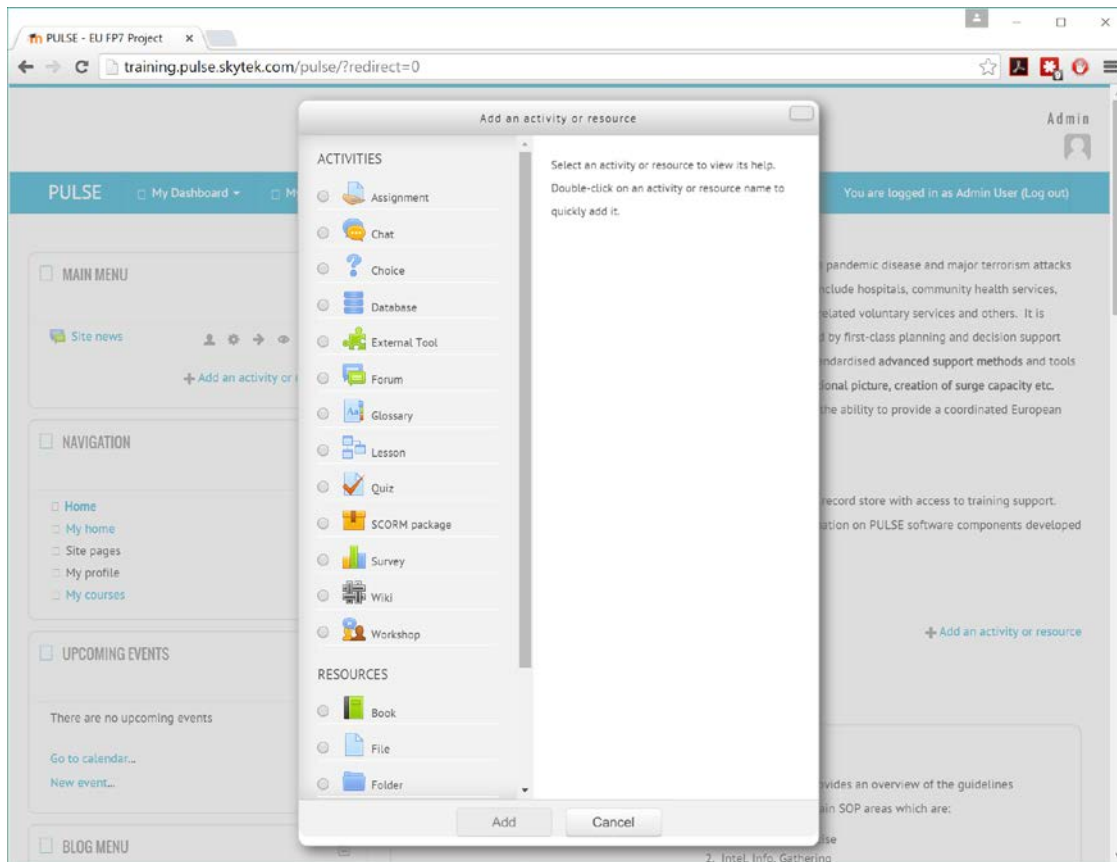 PULSE - EU FP7 Project
training.pulse.skytek.com/pulse/?redirect=0
Add an activity or resource
Admin
PULSE
My Dashboard
M
You are logged in as Admin User (Log out)
ACTIVITIES
Assignment
Chat
Choice
Database
External Tool
Forum
Glossary
Lesson
Quiz
SCORM package
Survey
Wiki
Workshop
RESOURCES
Book
File
Folder
Select an activity or resource to view its help.
Double-click on an activity or resource name to
quickly add it.
Add
Cancel
MAIN MENU
Site news
Add an activity or
NAVIGATION
Home
My home
Site pages
My profile
My courses
UPCOMING EVENTS
There are no upcoming events
Go to calendar...
New event...
BLOG MENU
pandemic disease and major terrorism attacks
nclude hospitals, community health services,
elated voluntary services and others. It is
by first-class planning and decision support
ndardised advanced support methods and tools
ional picture, creation of surge capacity etc.
the ability to provide a coordinated European
record store with access to training support.
ation on PULSE software components developed
Add an activity or resource
ovides an overview of the guidelines
ain SOP areas which are:
ise
2. Intel. Info. Gathering